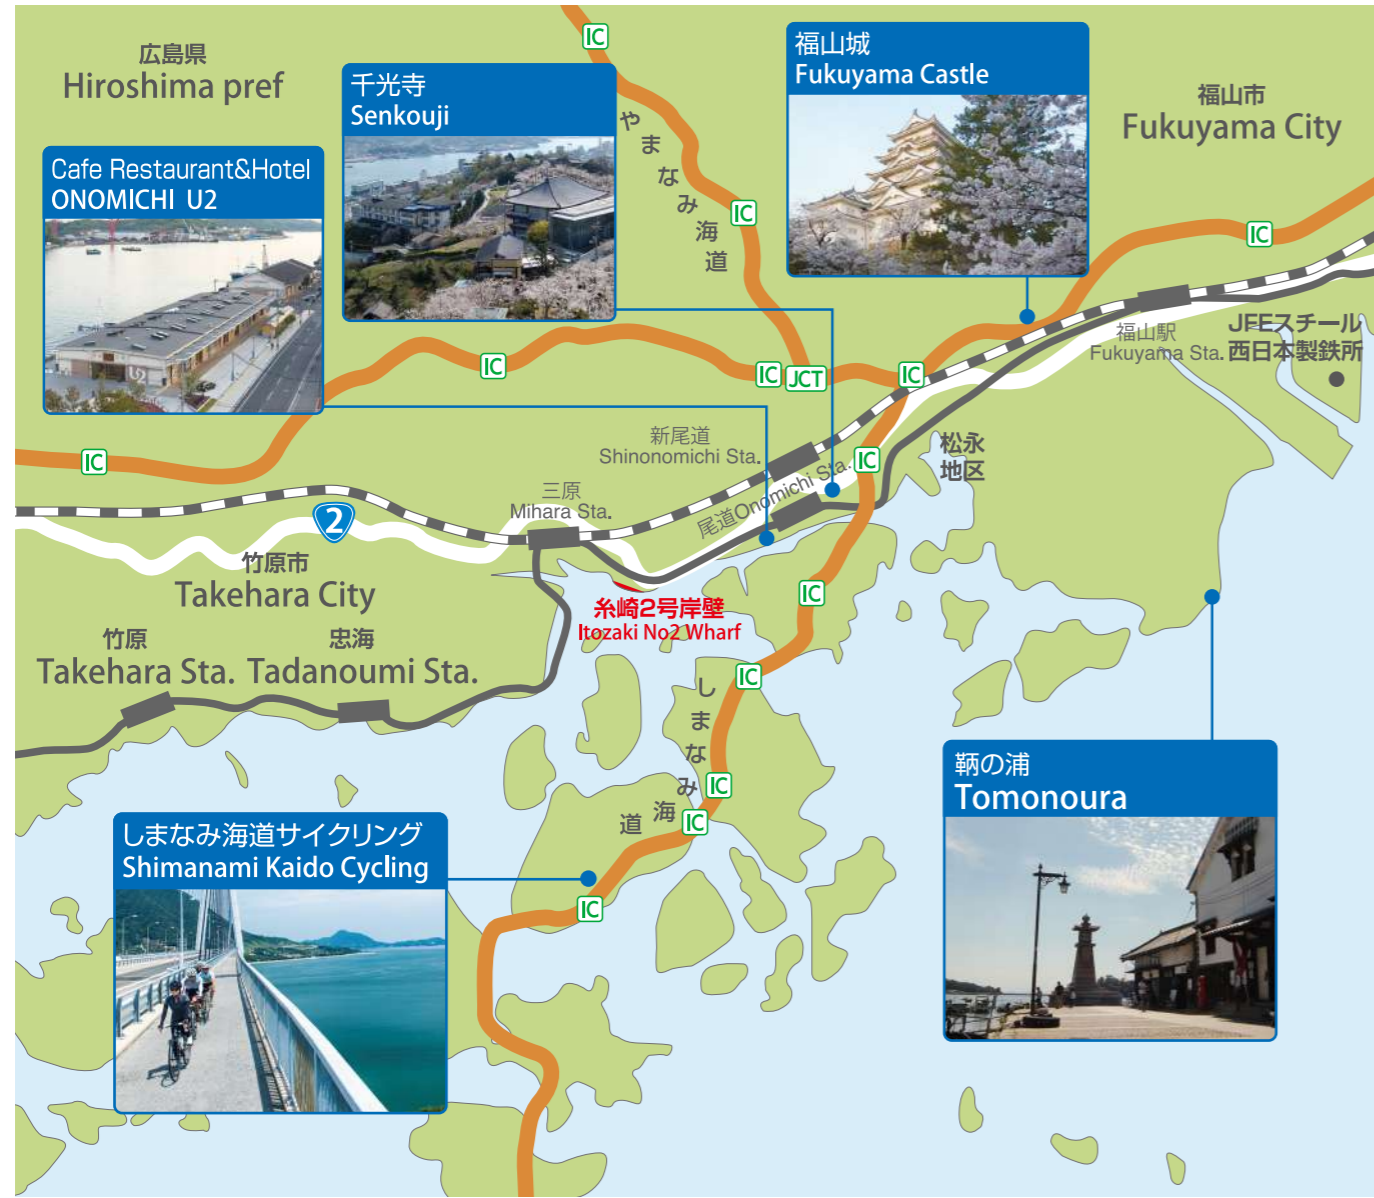 広島県
Hiroshima pref
IC
福山城
Fukuyama Castle
福山市
Fukuyama City
千光寺
Senkouji
やまなみ海道
Cafe Restaurant&Hotel
ONOMICHI U2
U2
IC
IC
福山駅
Fukuyama Sta.
JFEスチール
西日本製鉄所
IC
IC
JCT
IC
新尾道
Shinonomichi Sta.
IC
松永
地区
IC
三原
Mihara Sta.
尾道Onomichi Sta.
2
竹原市
Takehara City
糸崎2号岸壁
Itozaki No2 Wharf
IC
竹原
Takehara Sta.
忠海
Tadanoumi Sta.
IC
しまなみ海道
IC
IC
鞆の浦
Tomonoura
しまなみ海道サイクリング
Shimanami Kaido Cycling
IC